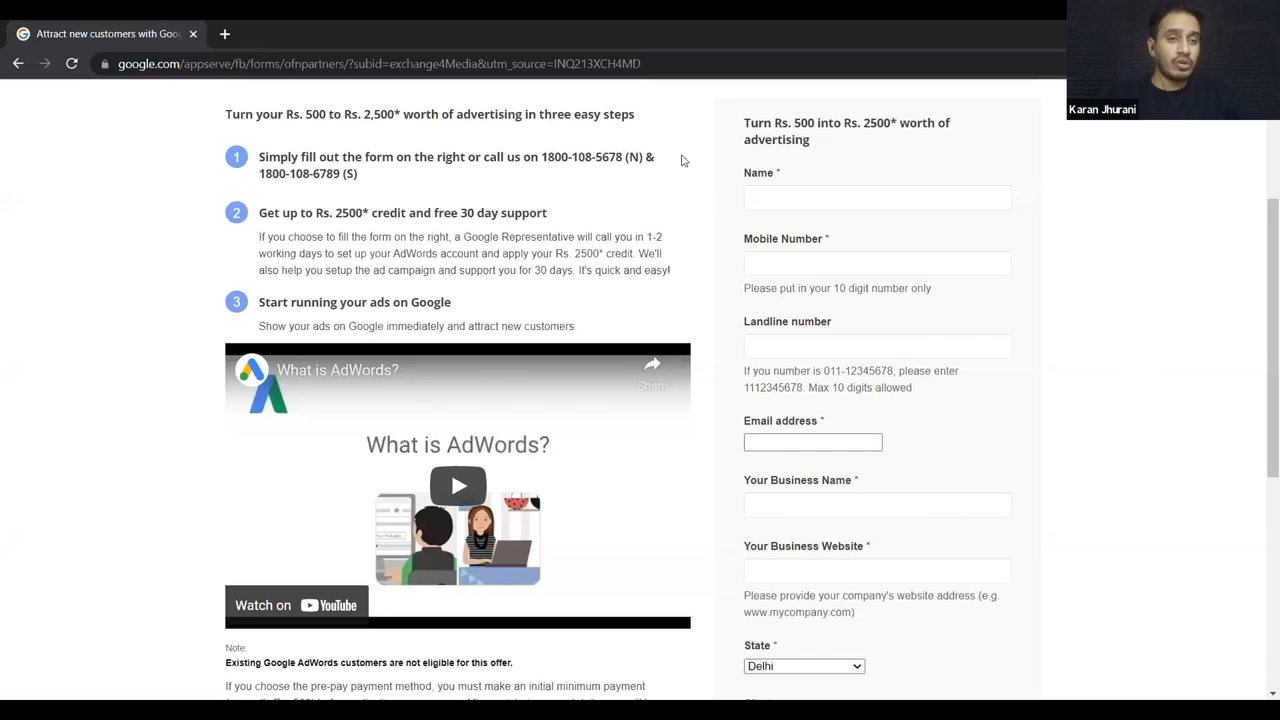 Attract new customers with Goo
google.com/appserve/fb/forms/ofnpartners/?subid=exchange4Media&utm_source=INQ213XCH4MD
Karan Jhurani
Turn your Rs. 500 to Rs. 2,500* worth of advertising in three easy steps
1
Simply fill out the form on the right or call us on 1800-108-5678 (N) &
1800-108-6789 (S)
2
Get up to Rs. 2500* credit and free 30 day support
If you choose to fill the form on the right, a Google Representative will call you in 1-2
working days to set up your AdWords account and apply your Rs. 2500* credit. We'll
also help you setup the ad campaign and support you for 30 days. It's quick and easy!
3
Start running your ads on Google
Show your ads on Google immediately and attract new customers.
What is AdWords?
Share
What is AdWords?
Watch on YouTube
Note:
Existing Google AdWords customers are not eligible for this offer.
If you choose the pre-pay payment method, you must make an initial minimum payment
Turn Rs. 500 into Rs. 2500* worth of
advertising
Name *
Mobile Number *
Please put in your 10 digit number only
Landline number
If you number is 011-12345678, please enter
1112345678. Max 10 digits allowed
Email address *
Your Business Name *
Your Business Website *
Please provide your company's website address (e.g.
www.mycompany.com)
State *
Delhi